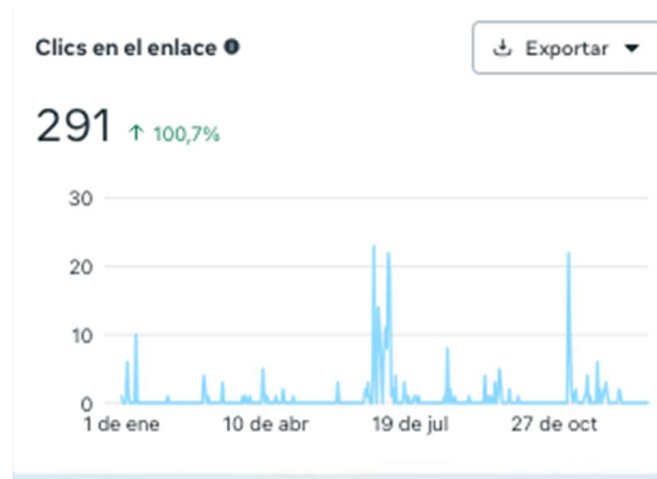 Clics en el enlace
Exportar
291 ↑ 100,7%
30
20
10
0
1 de ene 10 de abr 19 de jul 27 de oct